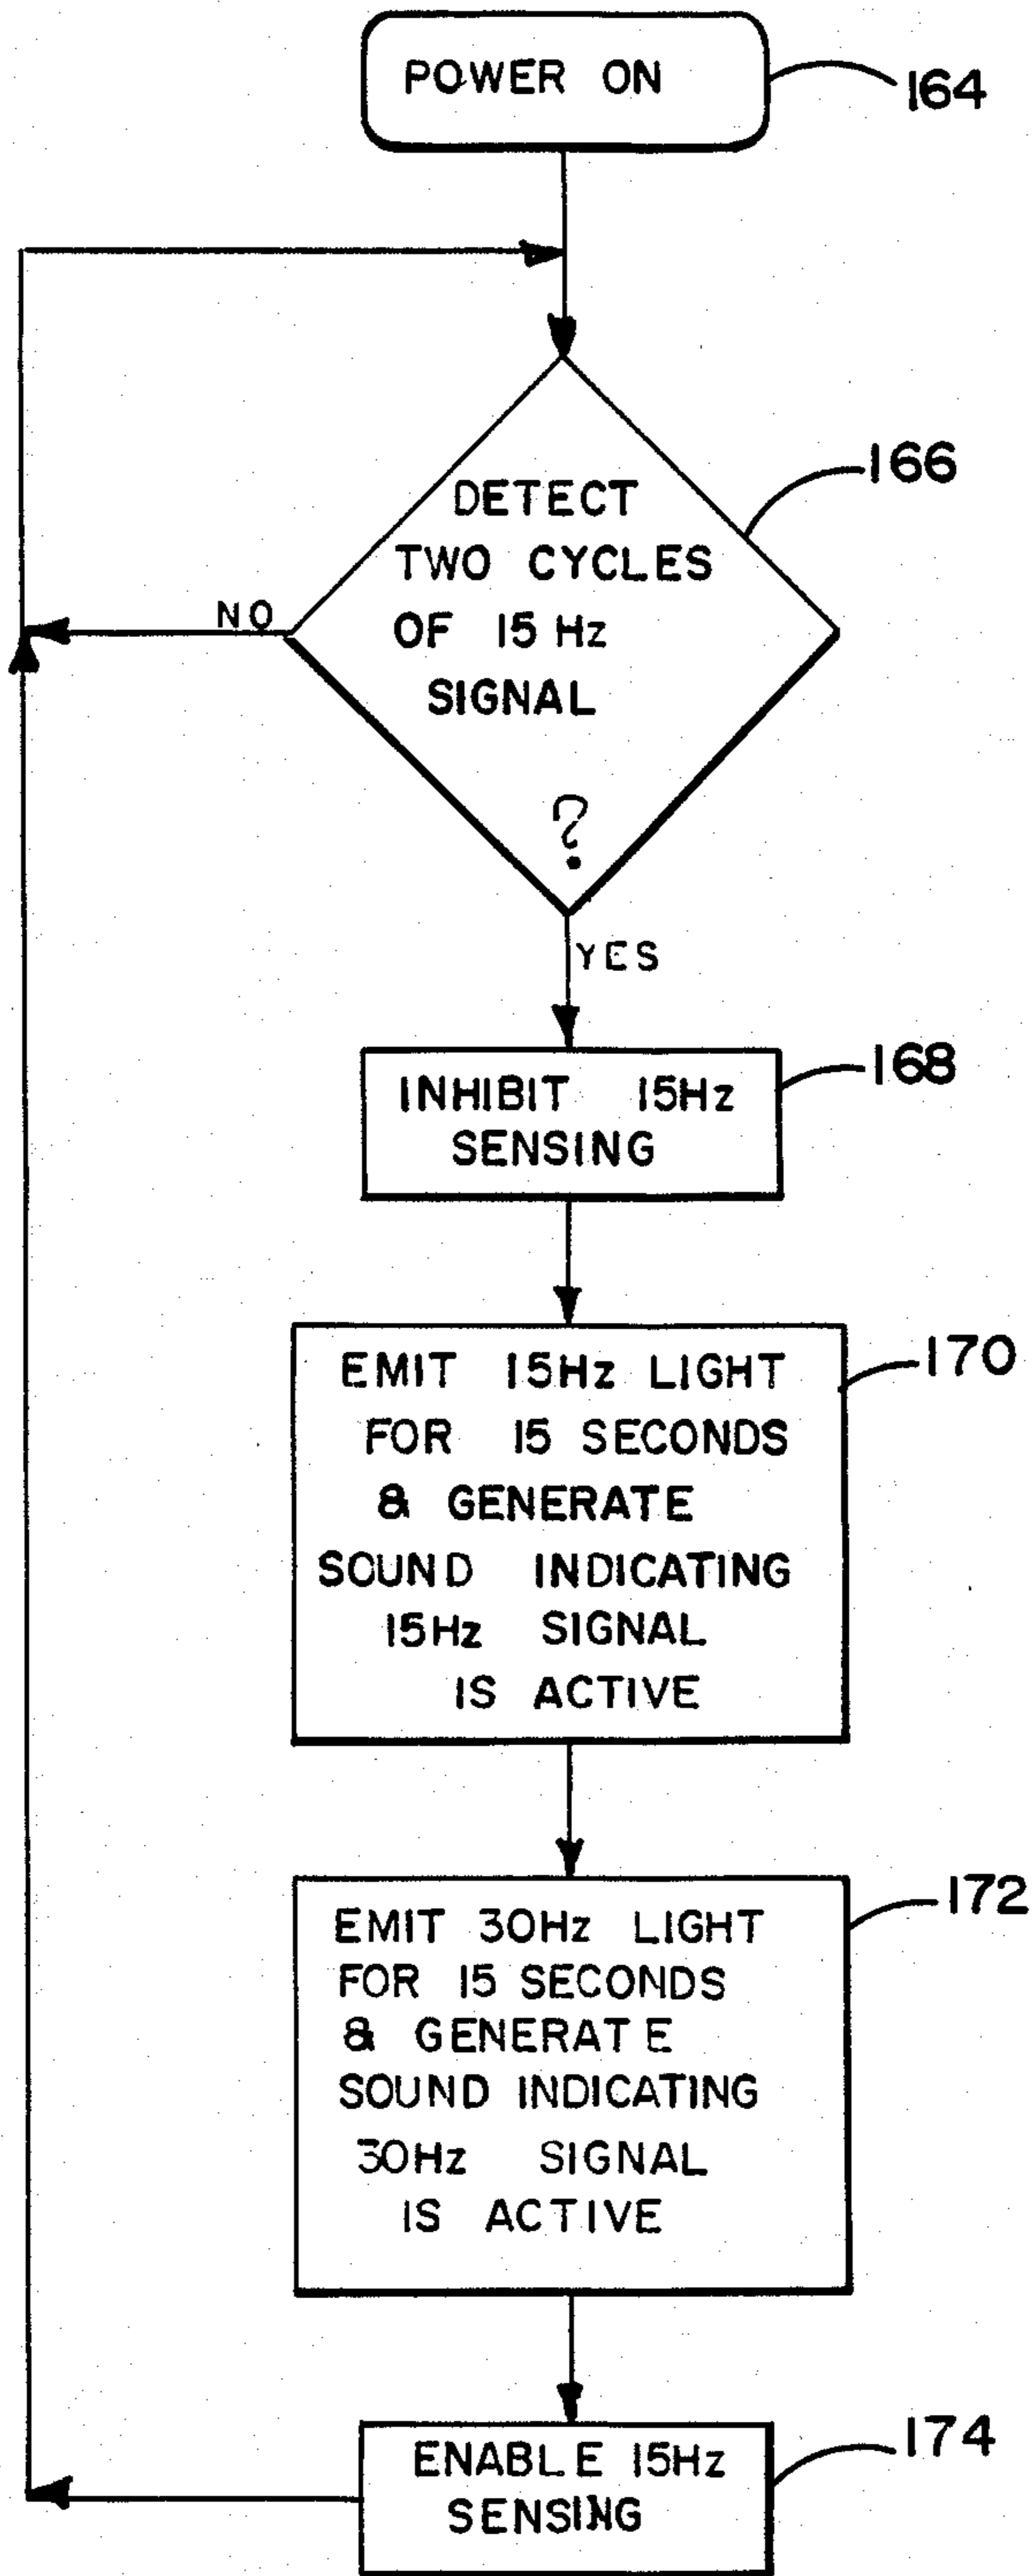 POWER ON
164
166
DETECT
TWO CYCLES
OF 15 Hz
SIGNAL
?
NO
YES
168
INHIBIT 15Hz
SENSING
170
EMIT 15Hz LIGHT
FOR 15 SECONDS
& GENERATE
SOUND INDICATING
15Hz SIGNAL
IS ACTIVE
172
EMIT 30Hz LIGHT
FOR 15 SECONDS
& GENERATE
SOUND INDICATING
30Hz SIGNAL
IS ACTIVE
174
ENABLE 15Hz
SENSING